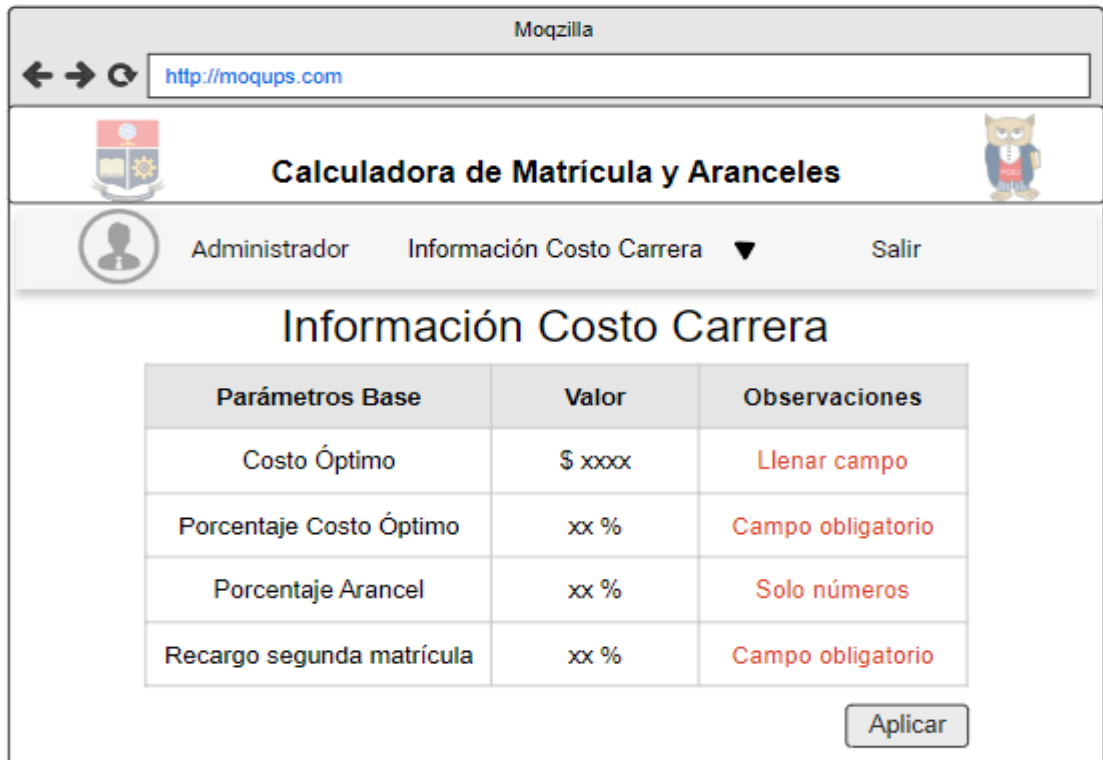 Moqzilla
http://moqups.com
Calculadora de Matrícula y Aranceles
Administrador Información Costo Carrera Salir
Información Costo Carrera
Parámetros Base Valor Observaciones
Costo Óptimo $ xxxx Llenar campo
Porcentaje Costo Óptimo xx % Campo obligatorio
Porcentaje Arancel xx % Solo números
Recargo segunda matrícula xx % Campo obligatorio
Aplicar